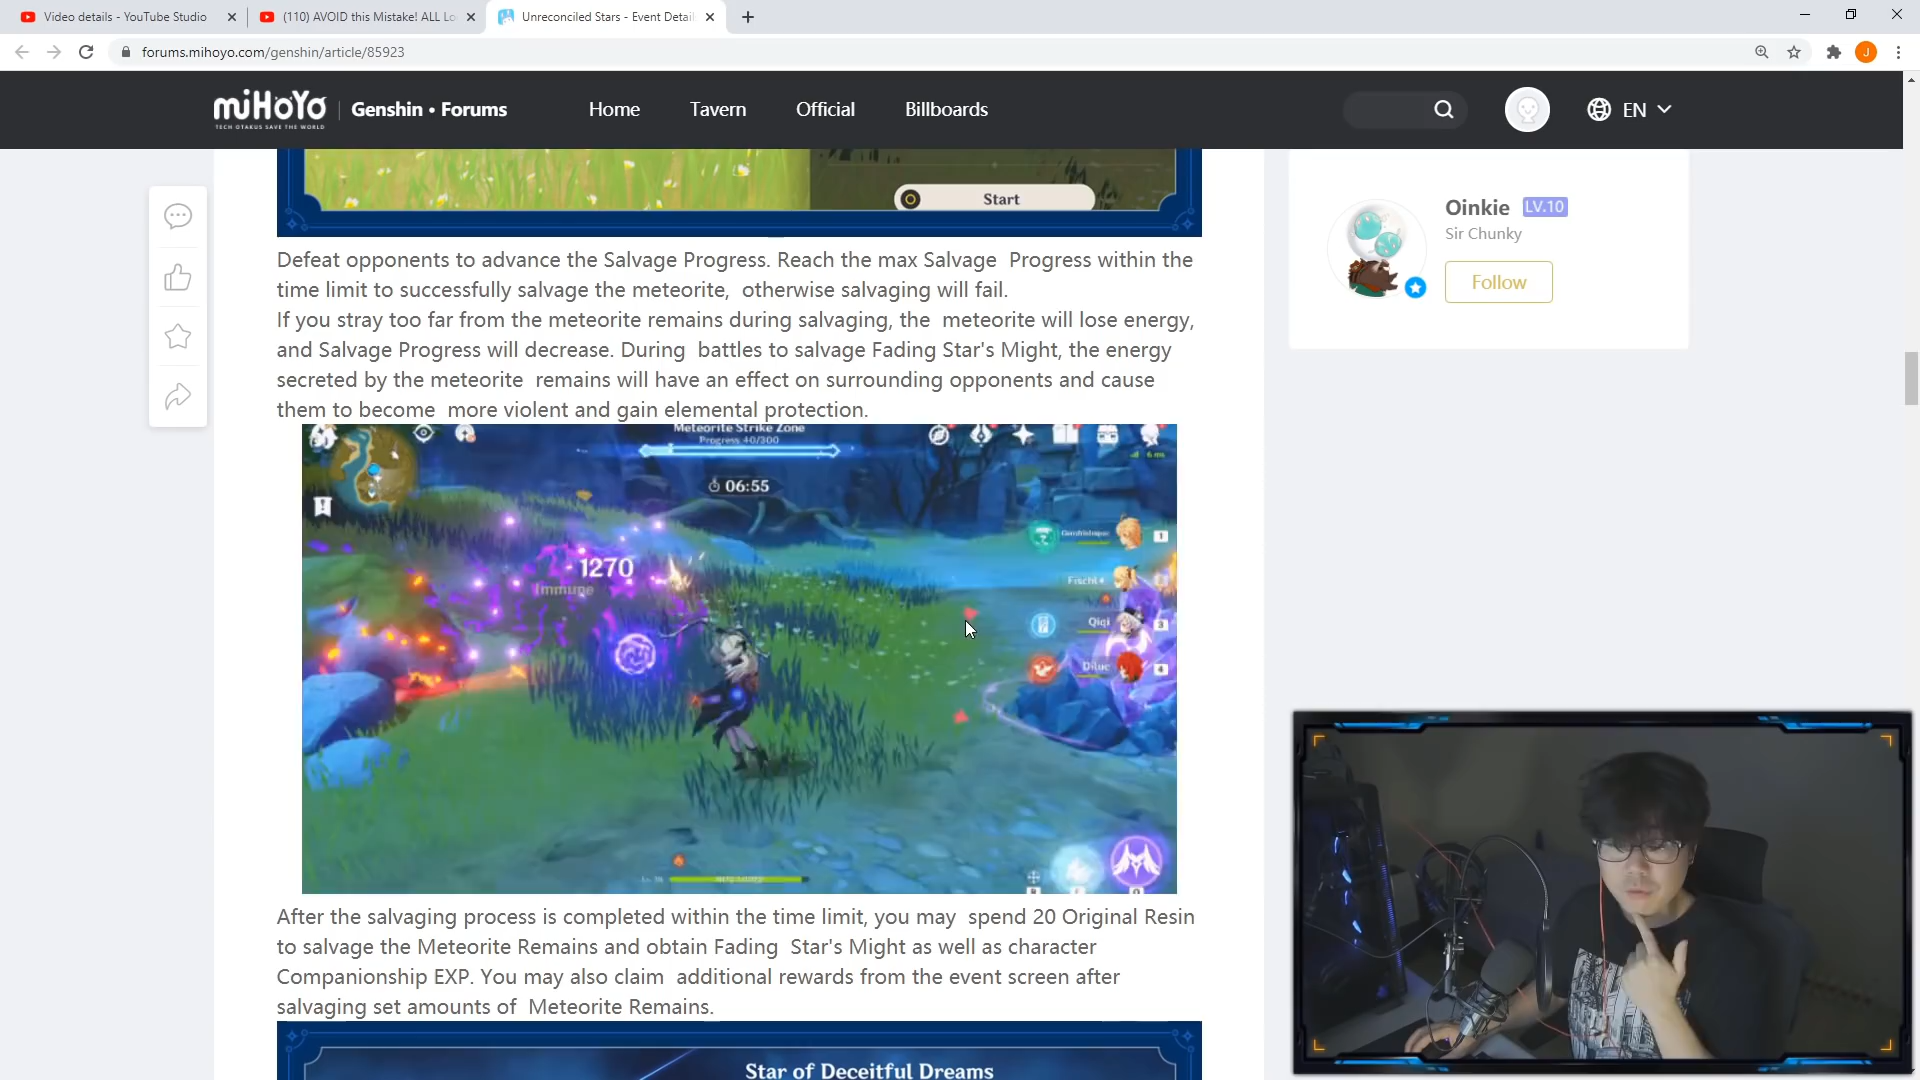 Video details - YouTube Studio
(110) AVOID this Mistake! ALL Lo
Unreconciled Stars - Event Detail
forums.mihoyo.com/genshin/article/85923
J
miHoYo
TECH OTAKUS SAVE THE WORLD
Genshin • Forums
Home
Tavern
Official
Billboards
EN
Start
Oinkie LV.10
Sir Chunky
Follow
Defeat opponents to advance the Salvage Progress. Reach the max Salvage Progress within the
time limit to successfully salvage the meteorite, otherwise salvaging will fail.
If you stray too far from the meteorite remains during salvaging, the meteorite will lose energy,
and Salvage Progress will decrease. During battles to salvage Fading Star's Might, the energy
secreted by the meteorite remains will have an effect on surrounding opponents and cause
them to become more violent and gain elemental protection.
Meteorite Strike Zone
Progress 40/300
06:55
1270
Immune
1
Fischl
Qiqi
3
Diluc
4
After the salvaging process is completed within the time limit, you may spend 20 Original Resin
to salvage the Meteorite Remains and obtain Fading Star's Might as well as character
Companionship EXP. You may also claim additional rewards from the event screen after
salvaging set amounts of Meteorite Remains.
Star of Deceitful Dreams